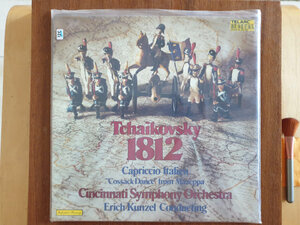 TELARC
Tchaikovsky
1812
Capriccio Italien
"Cossack Dance" from Mazeppa
Cincinnati Symphony Orchestra
Erich Kunzel Conducting